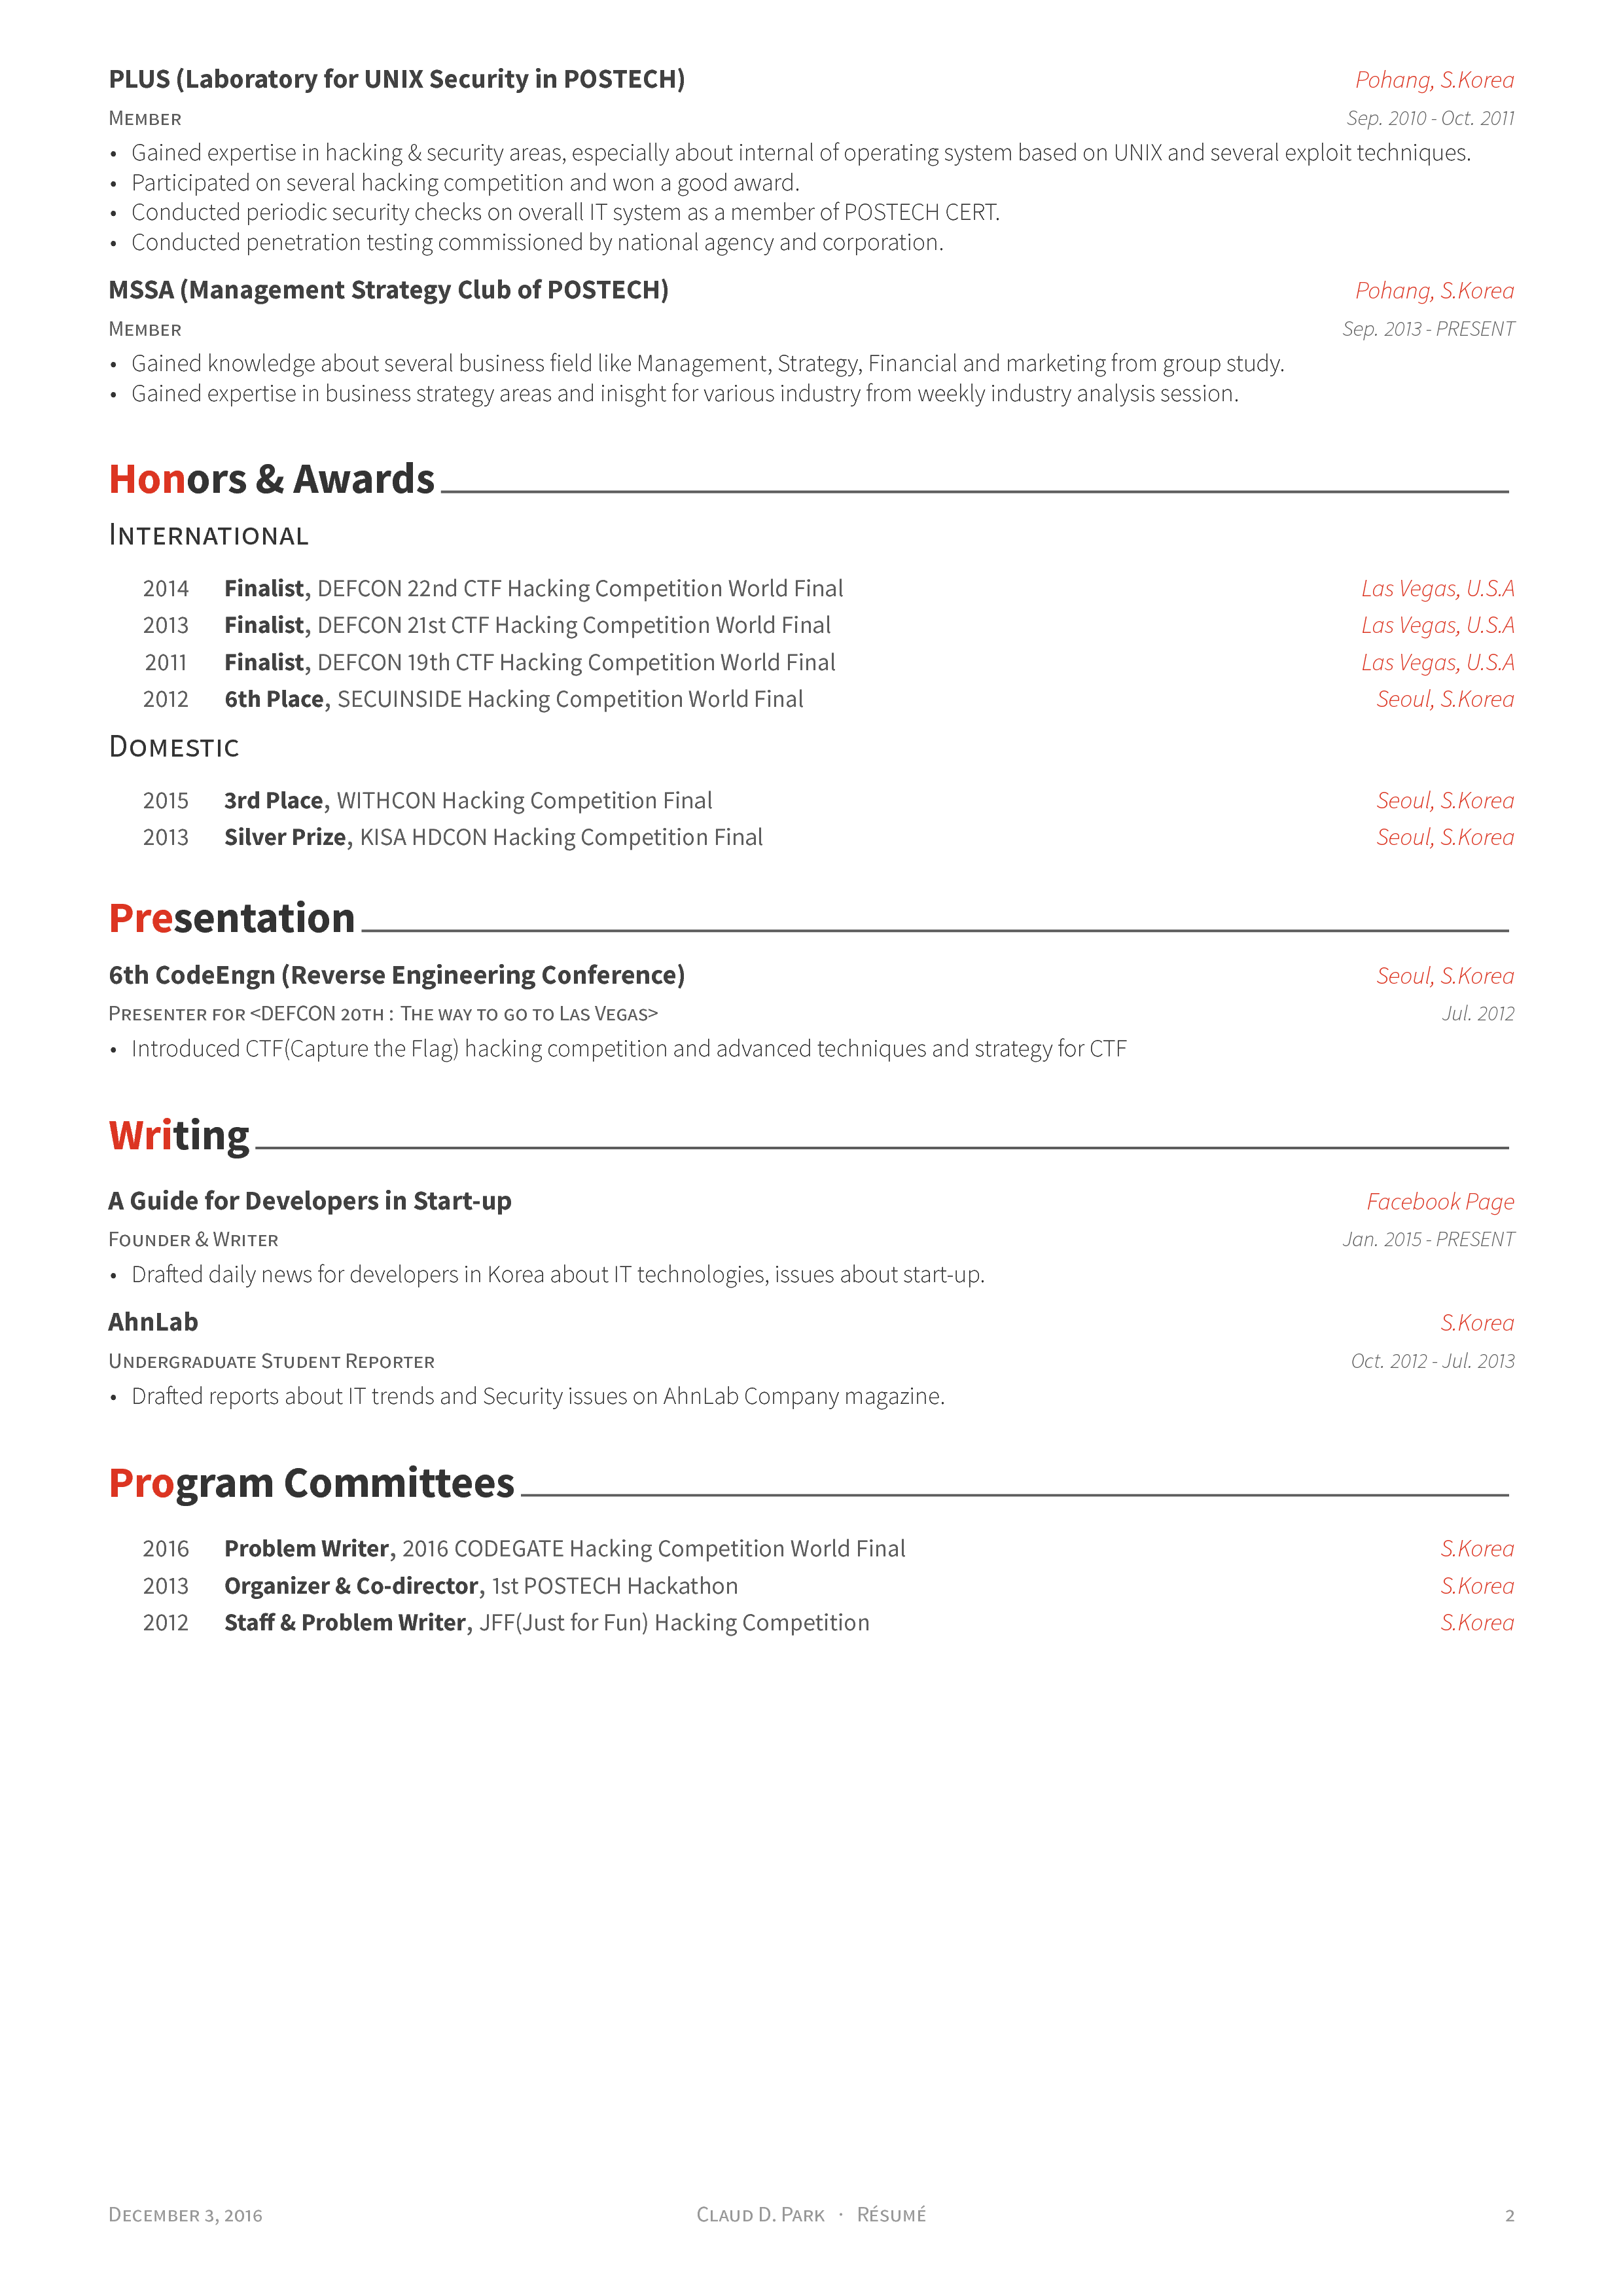 PLUS (Laboratory for UNIX Security in POSTECH) Pohang, S.Korea
Member Sep. 2010 - Oct. 2011
• Gained expertise in hacking & security areas, especially about internal of operating system based on UNIX and several exploit techniques.
• Participated on several hacking competition and won a good award.
• Conducted periodic security checks on overall IT system as a member of POSTECH CERT.
• Conducted penetration testing commissioned by national agency and corporation.
MSSA (Management Strategy Club of POSTECH) Pohang, S.Korea
Member Sep. 2013 - PRESENT
• Gained knowledge about several business field like Management, Strategy, Financial and marketing from group study.
• Gained expertise in business strategy areas and inisght for various industry from weekly industry analysis session.
Honors & Awards
International
2014 Finalist, DEFCON 22nd CTF Hacking Competition World Final Las Vegas, U.S.A
2013 Finalist, DEFCON 21st CTF Hacking Competition World Final Las Vegas, U.S.A
2011 Finalist, DEFCON 19th CTF Hacking Competition World Final Las Vegas, U.S.A
2012 6th Place, SECUINSIDE Hacking Competition World Final Seoul, S.Korea
Domestic
2015 3rd Place, WITHCON Hacking Competition Final Seoul, S.Korea
2013 Silver Prize, KISA HDCON Hacking Competition Final Seoul, S.Korea
Presentation
6th CodeEngn (Reverse Engineering Conference) Seoul, S.Korea
Presenter for <DEFCON 20th : The way to go to Las Vegas> Jul. 2012
• Introduced CTF(Capture the Flag) hacking competition and advanced techniques and strategy for CTF
Writing
A Guide for Developers in Start-up Facebook Page
Founder & Writer Jan. 2015 - PRESENT
• Drafted daily news for developers in Korea about IT technologies, issues about start-up.
AhnLab S.Korea
Undergraduate Student Reporter Oct. 2012 - Jul. 2013
• Drafted reports about IT trends and Security issues on AhnLab Company magazine.
Program Committees
2016 Problem Writer, 2016 CODEGATE Hacking Competition World Final S.Korea
2013 Organizer & Co-director, 1st POSTECH Hackathon S.Korea
2012 Staff & Problem Writer, JFF(Just for Fun) Hacking Competition S.Korea
December 3, 2016 Claud D. Park · Résumé 2